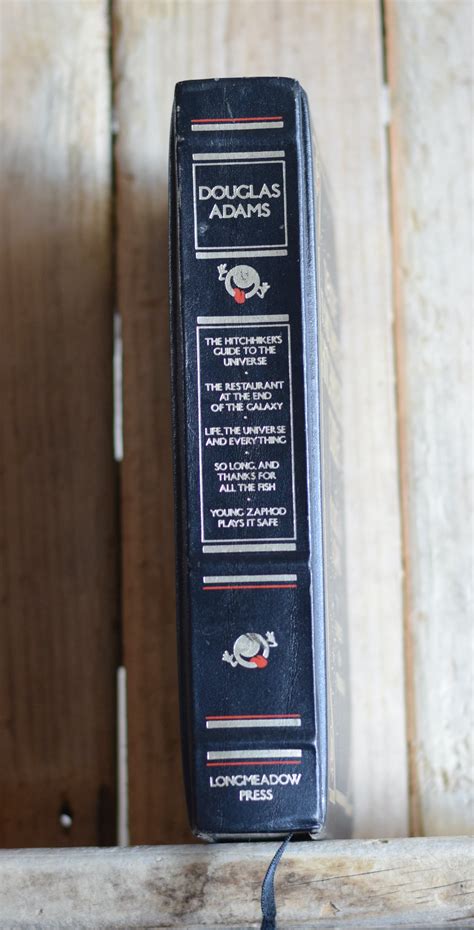 DOUGLAS
ADAMS
THE HITCHHIKER'S
GUIDE TO THE
UNIVERSE
•
THE RESTAURANT
AT THE END
OF THE GALAXY
•
LIFE, THE UNIVERSE
AND EVERYTHING
•
SO LONG, AND
THANKS FOR
ALL THE FISH
•
YOUNG ZAPHOD
PLAYS IT SAFE
LONGMEADOW
PRESS